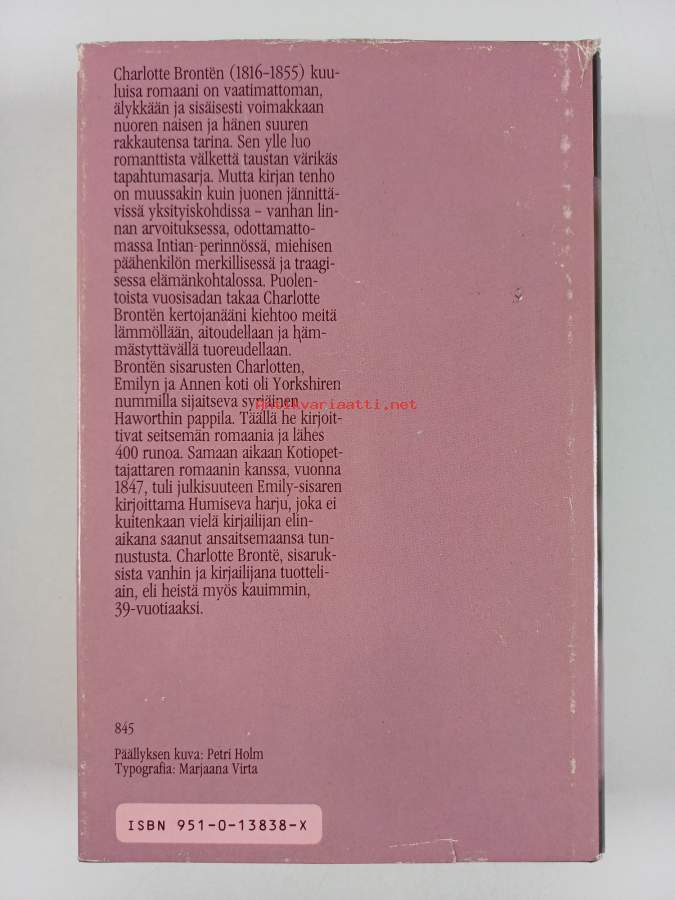 Charlotte Brontën (1816–1855) kuu-
luisa romaani on vaatimattoman,
älykkään ja sisäisesti voimakkaan
nuoren naisen ja hänen suuren
rakkautensa tarina. Sen ylle luo
romanttista välkettä taustan värikäs
tapahtumasarja. Mutta kirjan tenho
on muussakin kuin juonen jännittä-
vissä yksityiskohdissa – vanhan lin-
nan arvoituksessa, odottamatto-
massa Intian-perinnössä, miehisen
päähenkilön merkillisessä ja traagi-
sessa elämänkohtalossa. Puolen-
toista vuosisadan takaa Charlotte
Brontën kertojanääni kiehtoo meitä
lämmöllään, aitoudellaan ja häm-
mästyttävällä tuoreudellaan.
Brontën sisarusten Charlotten,
Emilyn ja Annen koti oli Yorkshiren
nummilla sijaitseva syrjäinen
Antikvariaatti.net
Haworthin pappila. Täällä he kirjoit-
tivat seitsemän romaania ja lähes
400 runoa. Samaan aikaan Kotiopet-
tajattaren romaanin kanssa, vuonna
1847, tuli julkisuuteen Emily-sisaren
kirjoittama Humiseva harju, joka ei
kuitenkaan vielä kirjailijan elin-
aikana saanut ansaitsemaansa tun-
nustusta. Charlotte Brontë, sisaruk-
sista vanhin ja kirjailijana tuotteli-
ain, eli heistä myös kauimmin,
39-vuotiaaksi.
845
Päällyksen kuva: Petri Holm
Typografia: Marjaana Virta
ISBN 951-0-13838-X